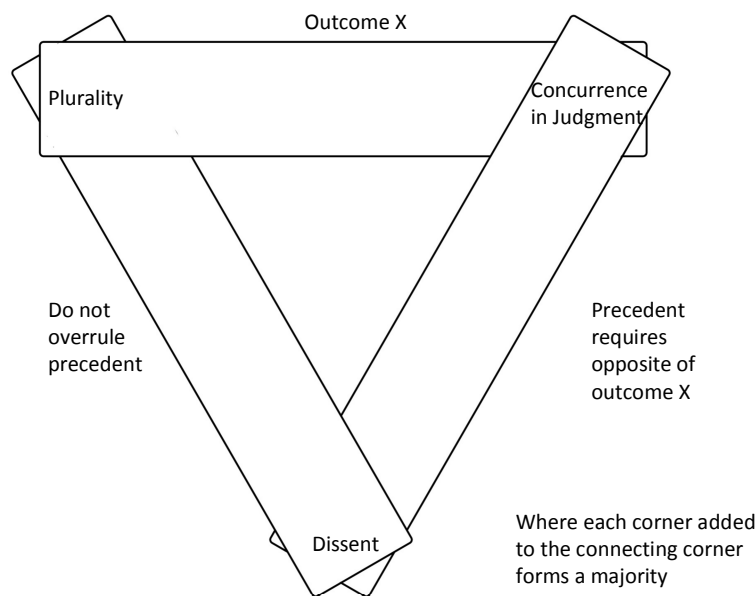 Outcome X
Plurality
Concurrence
in Judgment
Do not
overrule
precedent
Precedent
requires
opposite of
outcome X
Dissent
Where each corner added
to the connecting corner
forms a majority